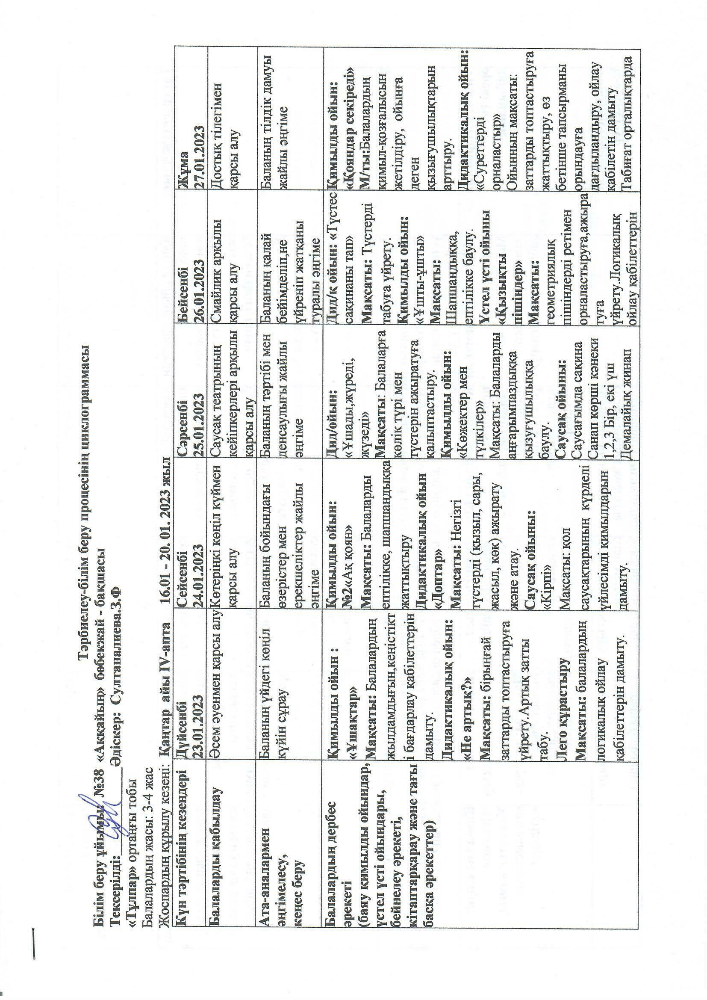 Тәрбиелеу-білім беру процесінің циклограммасы
Білім беру ұйымы: №38 «Аққайың» бөбекжай - бақшасы
Тексерілді:____________ Әдіскер: Султаналиева.З.Ф
«Тұлпар» ортаңғы тобы
Балалардың жасы: 3-4 жас
Жоспардың құрылу кезеңі: Қаңтар айы IV-апта 16.01 - 20. 01. 2023 жыл
Күн тәртібінің кезеңдері
Дүйсенбі
23.01.2023
Сейсенбі
24.01.2023
Сәрсенбі
25.01.2023
Бейсенбі
26.01.2023
Жұма
27.01.2023
Балаларды қабылдау
Әсем әуенмен қарсы алу
Көтеріңкі көңіл күймен
қарсы алу
Саусақ театрының
кейіпкерлері арқылы
қарсы алу
Смайлик арқылы
қарсы алу
Достық тілегімен
қарсы алу
Ата-аналармен
әңгімелесу,
кеңес беру
Баланың үйдегі көңіл
күйін сұрау
Баланың бойындағы
өзерістер мен
ерекшеліктер жайлы
әңгіме
Баланың тәртібі мен
денсаулығы жайлы
әңгіме
Баланың қалай
бейімделіп,не
үйреніп жатқаны
туралы әңгіме
Баланың тілдік дамуы
жайлы әңгіме
Балалардың дербес
әрекеті
(баяу қимылды ойындар,
үстел үсті ойындары,
бейнелеу әрекеті,
кітаптарқарау және тағы
басқа әрекеттер)
Қимылды ойын :
«Ұшақтар»
Мақсаты: Балалардың
жылдамдығын,кеңістікт
і бағдарлау қабілеттерін
дамыту.
Дидактикалық ойын:
«Не артық?»
Мақсаты: бірыңғай
заттарды топтастыруға
үйрету.Артық затты
табу.
Лего құрастыру
Мақсаты: балалардың
логикалық ойлау
қабілеттерін дамыту.
Қимылды ойын:
№2«Ақ қоян»
Мақсаты: Балаларды
ептілікке, шапшаңдыққа
жаттықтыру
Дидактикалық ойын
«Доптар»
Мақсаты: Негізгі
түстерді (қызыл, сары,
жасыл, көк) ажырату
және атау.
Саусақ ойыны:
«Кірпі»
Мақсаты: қол
саусақтарының күрделі
үйлесімді қимылдарын
дамыту.
Дид/ойын:
«Ұшады,жүреді,
жүзеді»
Мақсаты: Балаларға
көлік түрі мен
түстерін ажыратуға
қалыптастыру.
Қимылды ойын:
«Көжектер мен
түлкілер»
Мақсаты: Балаларды
аңғарымпаздыққа
қызуғушылыққа
баулу.
Саусақ ойыны:
Саусағымда сақина
Санап көрші кәнеки
1,2,3 Бір, екі үш
Демалайық жинап
Дид/қ ойын: «Түстес
сақинаны тап»
Мақсаты: Түстерді
табуға үйрету.
Қимылды ойын:
«Ұшты-ұшты»
Мақсаты:
Шапшаңдыққа,
ептілікке баулу.
Үстел үсті ойыны
«Қызықты
пішіндер»
Мақсаты:
геометриялық
пішіндерді ретімен
орналастыруға,ажыра
туға
үйрету.Логикалық
ойлау қабілеттерін
Қимылды ойын:
«Қояндар секіреді»
М/ты:Балалардың
қимыл-қозғалысын
жетілдіру, ойынға
деген
қызығушылықтарын
арттыру.
Дидактикалық ойын:
«Суреттерді
орналастыр»
Ойынның мақсаты:
заттарды топтастыруға
жаттықтыру, өз
бетінше тапсырманы
орындауға
дағдыландыру, ойлау
қабілетін дамыту
Табиғат орталықтарда